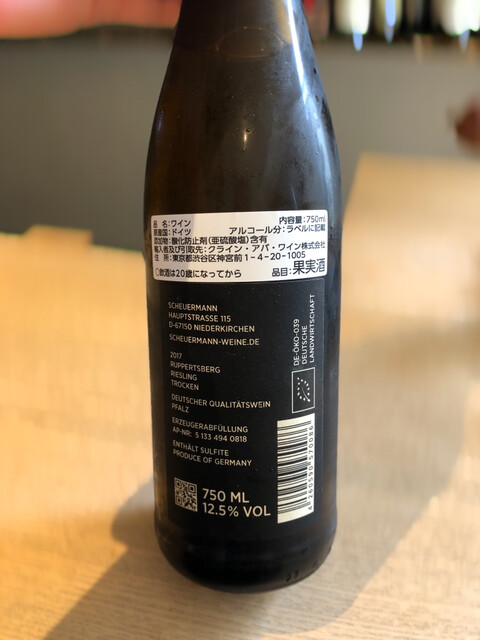 品名:ワイン 内容量:750ml
原産国:ドイツ アルコール分:ラベルに記載
添加物:酸化防止剤(亜硫酸塩)含有
輸入者及び引取先:クライン・アパ・ワイン株式会社
住所:東京都渋谷区神宮前1-4-20-1005
○飲酒は20歳になってから 品目:果実酒
SCHEUERMANN
HAUPTSTRASSE 115
D-67150 NIEDERKIRCHEN
SCHEUERMANN-WEINE.DE
2017
RUPPERTSBERG
RIESLING
TROCKEN
DEUTSCHER QUALITÄTSWEIN
PFALZ
ERZEUGERABFÜLLUNG
AP-NR: 5 133 494 0818
ENTHÄLT SULFITE
PRODUCE OF GERMANY
750 ML
12.5% VOL
DE-ÖKO-039
DEUTSCHE
LANDWIRTSCHAFT
4 260590 570086